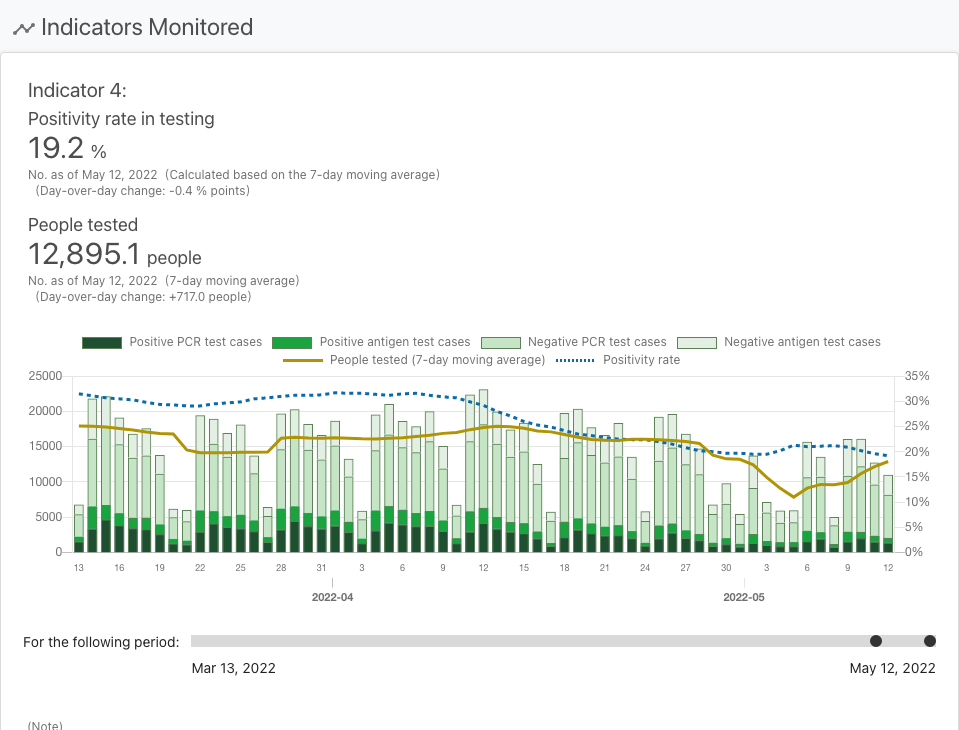 Indicators Monitored
Indicator 4:
Positivity rate in testing
19.2 %
No. as of May 12, 2022 (Calculated based on the 7-day moving average)
(Day-over-day change: -0.4 % points)
People tested
12,895.1 people
No. as of May 12, 2022 (7-day moving average)
(Day-over-day change: +717.0 people)
Positive PCR test cases Positive antigen test cases Negative PCR test cases Negative antigen test cases
People tested (7-day moving average) Positivity rate
25000 35%
20000 30%
15000 25%
10000 20%
5000 15%
0 10%
5%
0%
13 16 19 22 25 28 31 3 6 9 12 15 18 21 24 27 30 3 6 9 12
2022-04 2022-05
For the following period:
Mar 13, 2022 May 12, 2022
(Note)